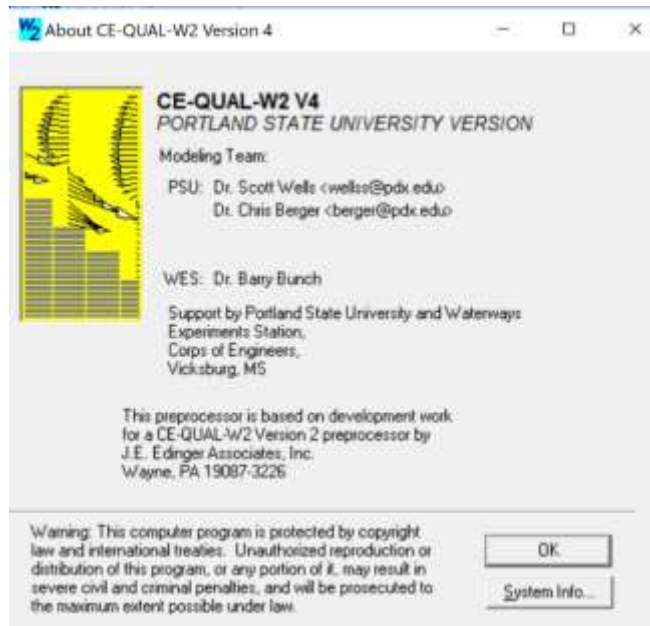 W2 About CE-QUAL-W2 Version 4
CE-QUAL-W2 V4
PORTLAND STATE UNIVERSITY VERSION
Modeling Team:
PSU: Dr. Scott Wells <wellss@pdx.edu>
Dr. Chris Berger <berger@pdx.edu>
WES: Dr. Barry Bunch
Support by Portland State University and Waterways
Experiments Station,
Corps of Engineers,
Vicksburg, MS
This preprocessor is based on development work
for a CE-QUAL-W2 Version 2 preprocessor by
J.E. Edinger Associates, Inc.
Wayne, PA 19087-3226
Warning: This computer program is protected by copyright
law and international treaties. Unauthorized reproduction or
distribution of this program, or any portion of it, may result in
severe civil and criminal penalties, and will be prosecuted to
the maximum extent possible under law.
OK
System Info...